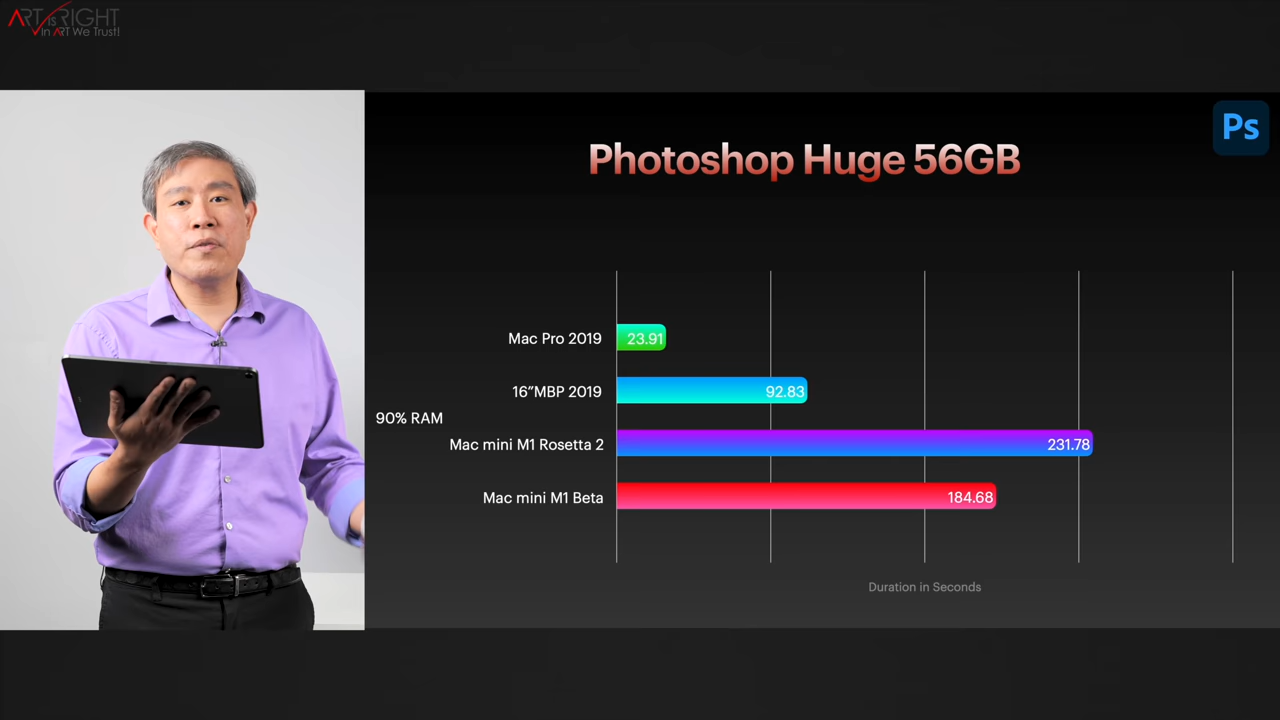 ART is RIGHT
In ART We Trust!
Ps
Photoshop Huge 56GB
Mac Pro 2019
23.91
16″MBP 2019
92.83
90% RAM
Mac mini M1 Rosetta 2
231.78
Mac mini M1 Beta
184.68
Duration in Seconds